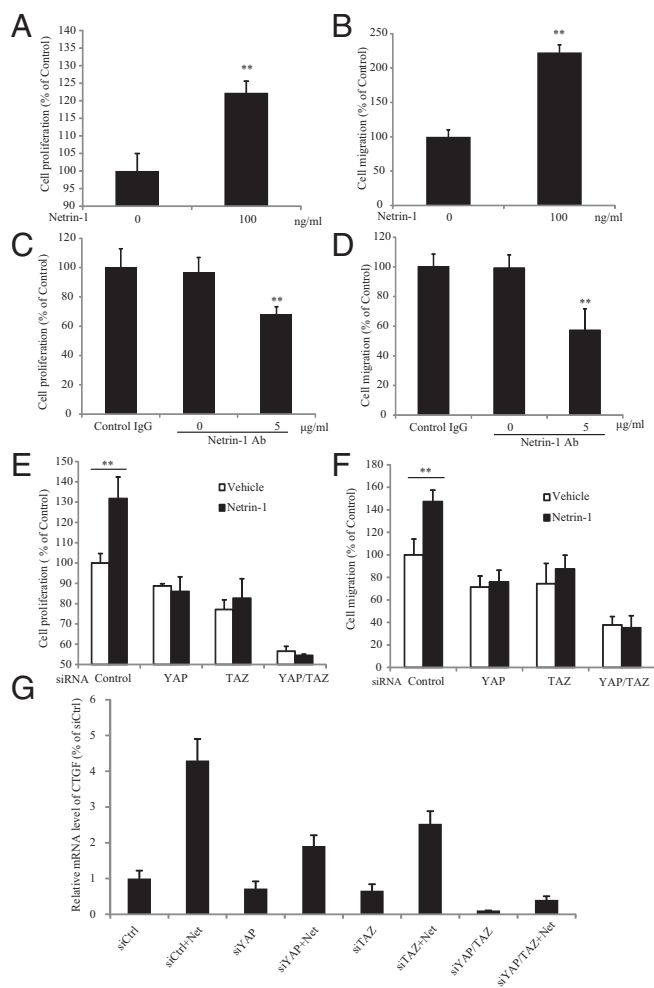 A
Cell proliferation (% of Control)
140
135
130
125
120
115
110
105
100
95
90
**
Netrin-1
0
100
ng/ml
B
Cell migration (% of Control)
250
200
150
100
50
0
**
Netrin-1
0
100
ng/ml
C
Cell proliferation (% of Control)
120
100
80
60
40
20
0
**
Control IgG
0
5
μg/ml
Netrin-1 Ab
D
Cell migration (% of Control)
120
100
80
60
40
20
0
**
Control IgG
0
5
μg/ml
Netrin-1 Ab
E
Cell proliferation ( % of Control)
150
140
130
120
110
100
90
80
70
60
50
**
Vehicle
Netrin-1
siRNA Control
YAP
TAZ
YAP/TAZ
F
Cell migration (% of Control)
180
160
140
120
100
80
60
40
20
0
**
Vehicle
Netrin-1
siRNA Control
YAP
TAZ
YAP/TAZ
G
Relative mRNA level of CTGF (% of siCtrl)
6
5
4
3
2
1
0
siCtrl
siCtrl+Net
siYAP
siYAP+Net
siTAZ
siTAZ+Net
siYAP/TAZ
siYAP/TAZ+Net